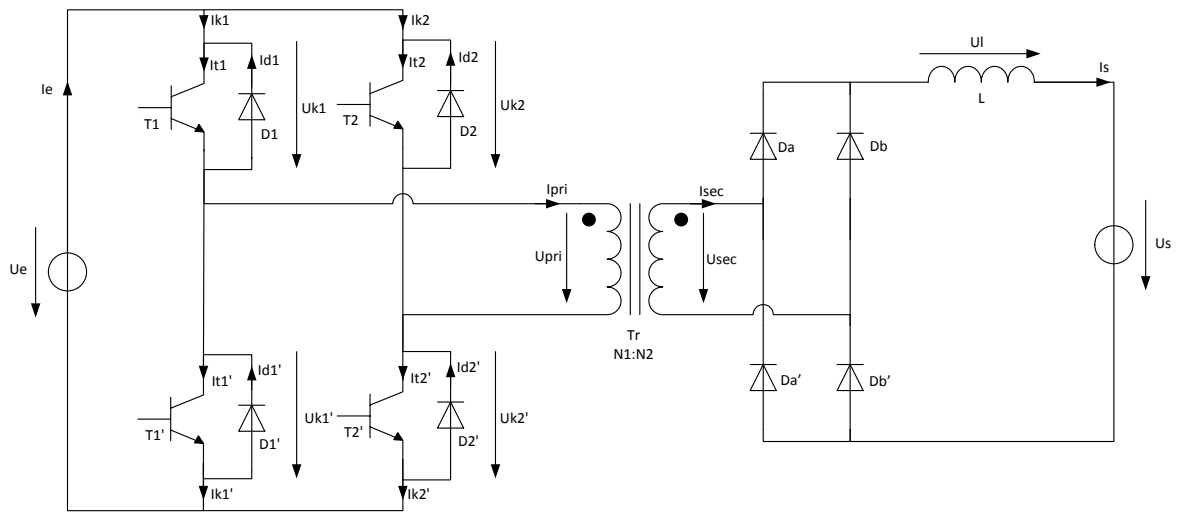 Ik1
Ik2
Ul
Ie
It1
Id1
It2
Id2
Is
Uk1
Uk2
L
T1
D1
T2
D2
Da
Db
Ipri
Isec
Ue
Upri
Usec
Us
Tr
N1:N2
It1'
Id1'
It2'
Id2'
Da’
Db’
Uk1'
Uk2'
T1'
D1'
T2'
D2'
Ik1'
Ik2'